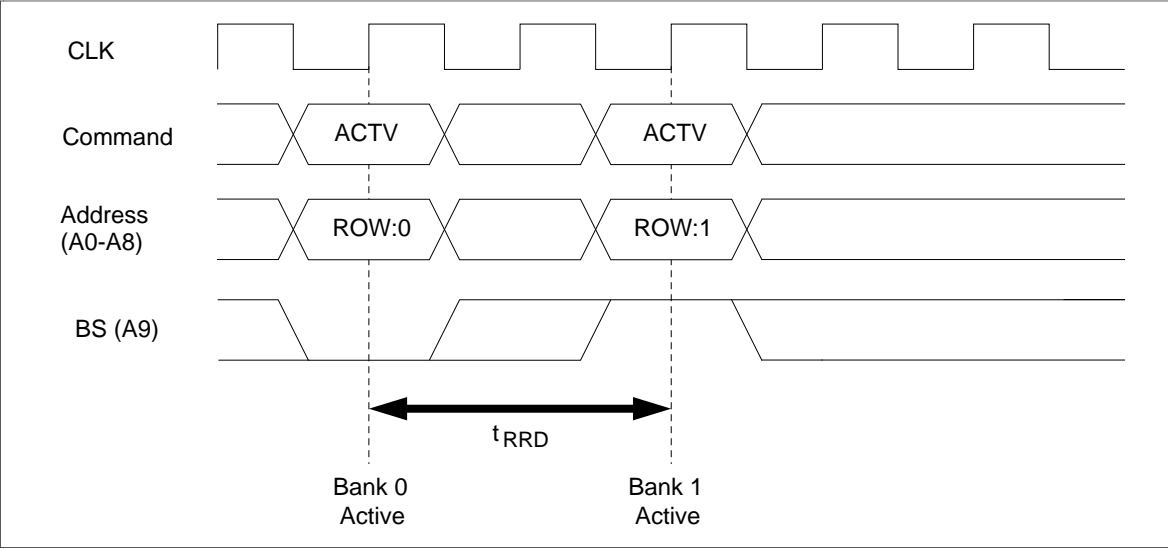 CLK
Command
ACTV
ACTV
Address
(A0-A8)
ROW:0
ROW:1
BS (A9)
tRRD
Bank 0
Active
Bank 1
Active